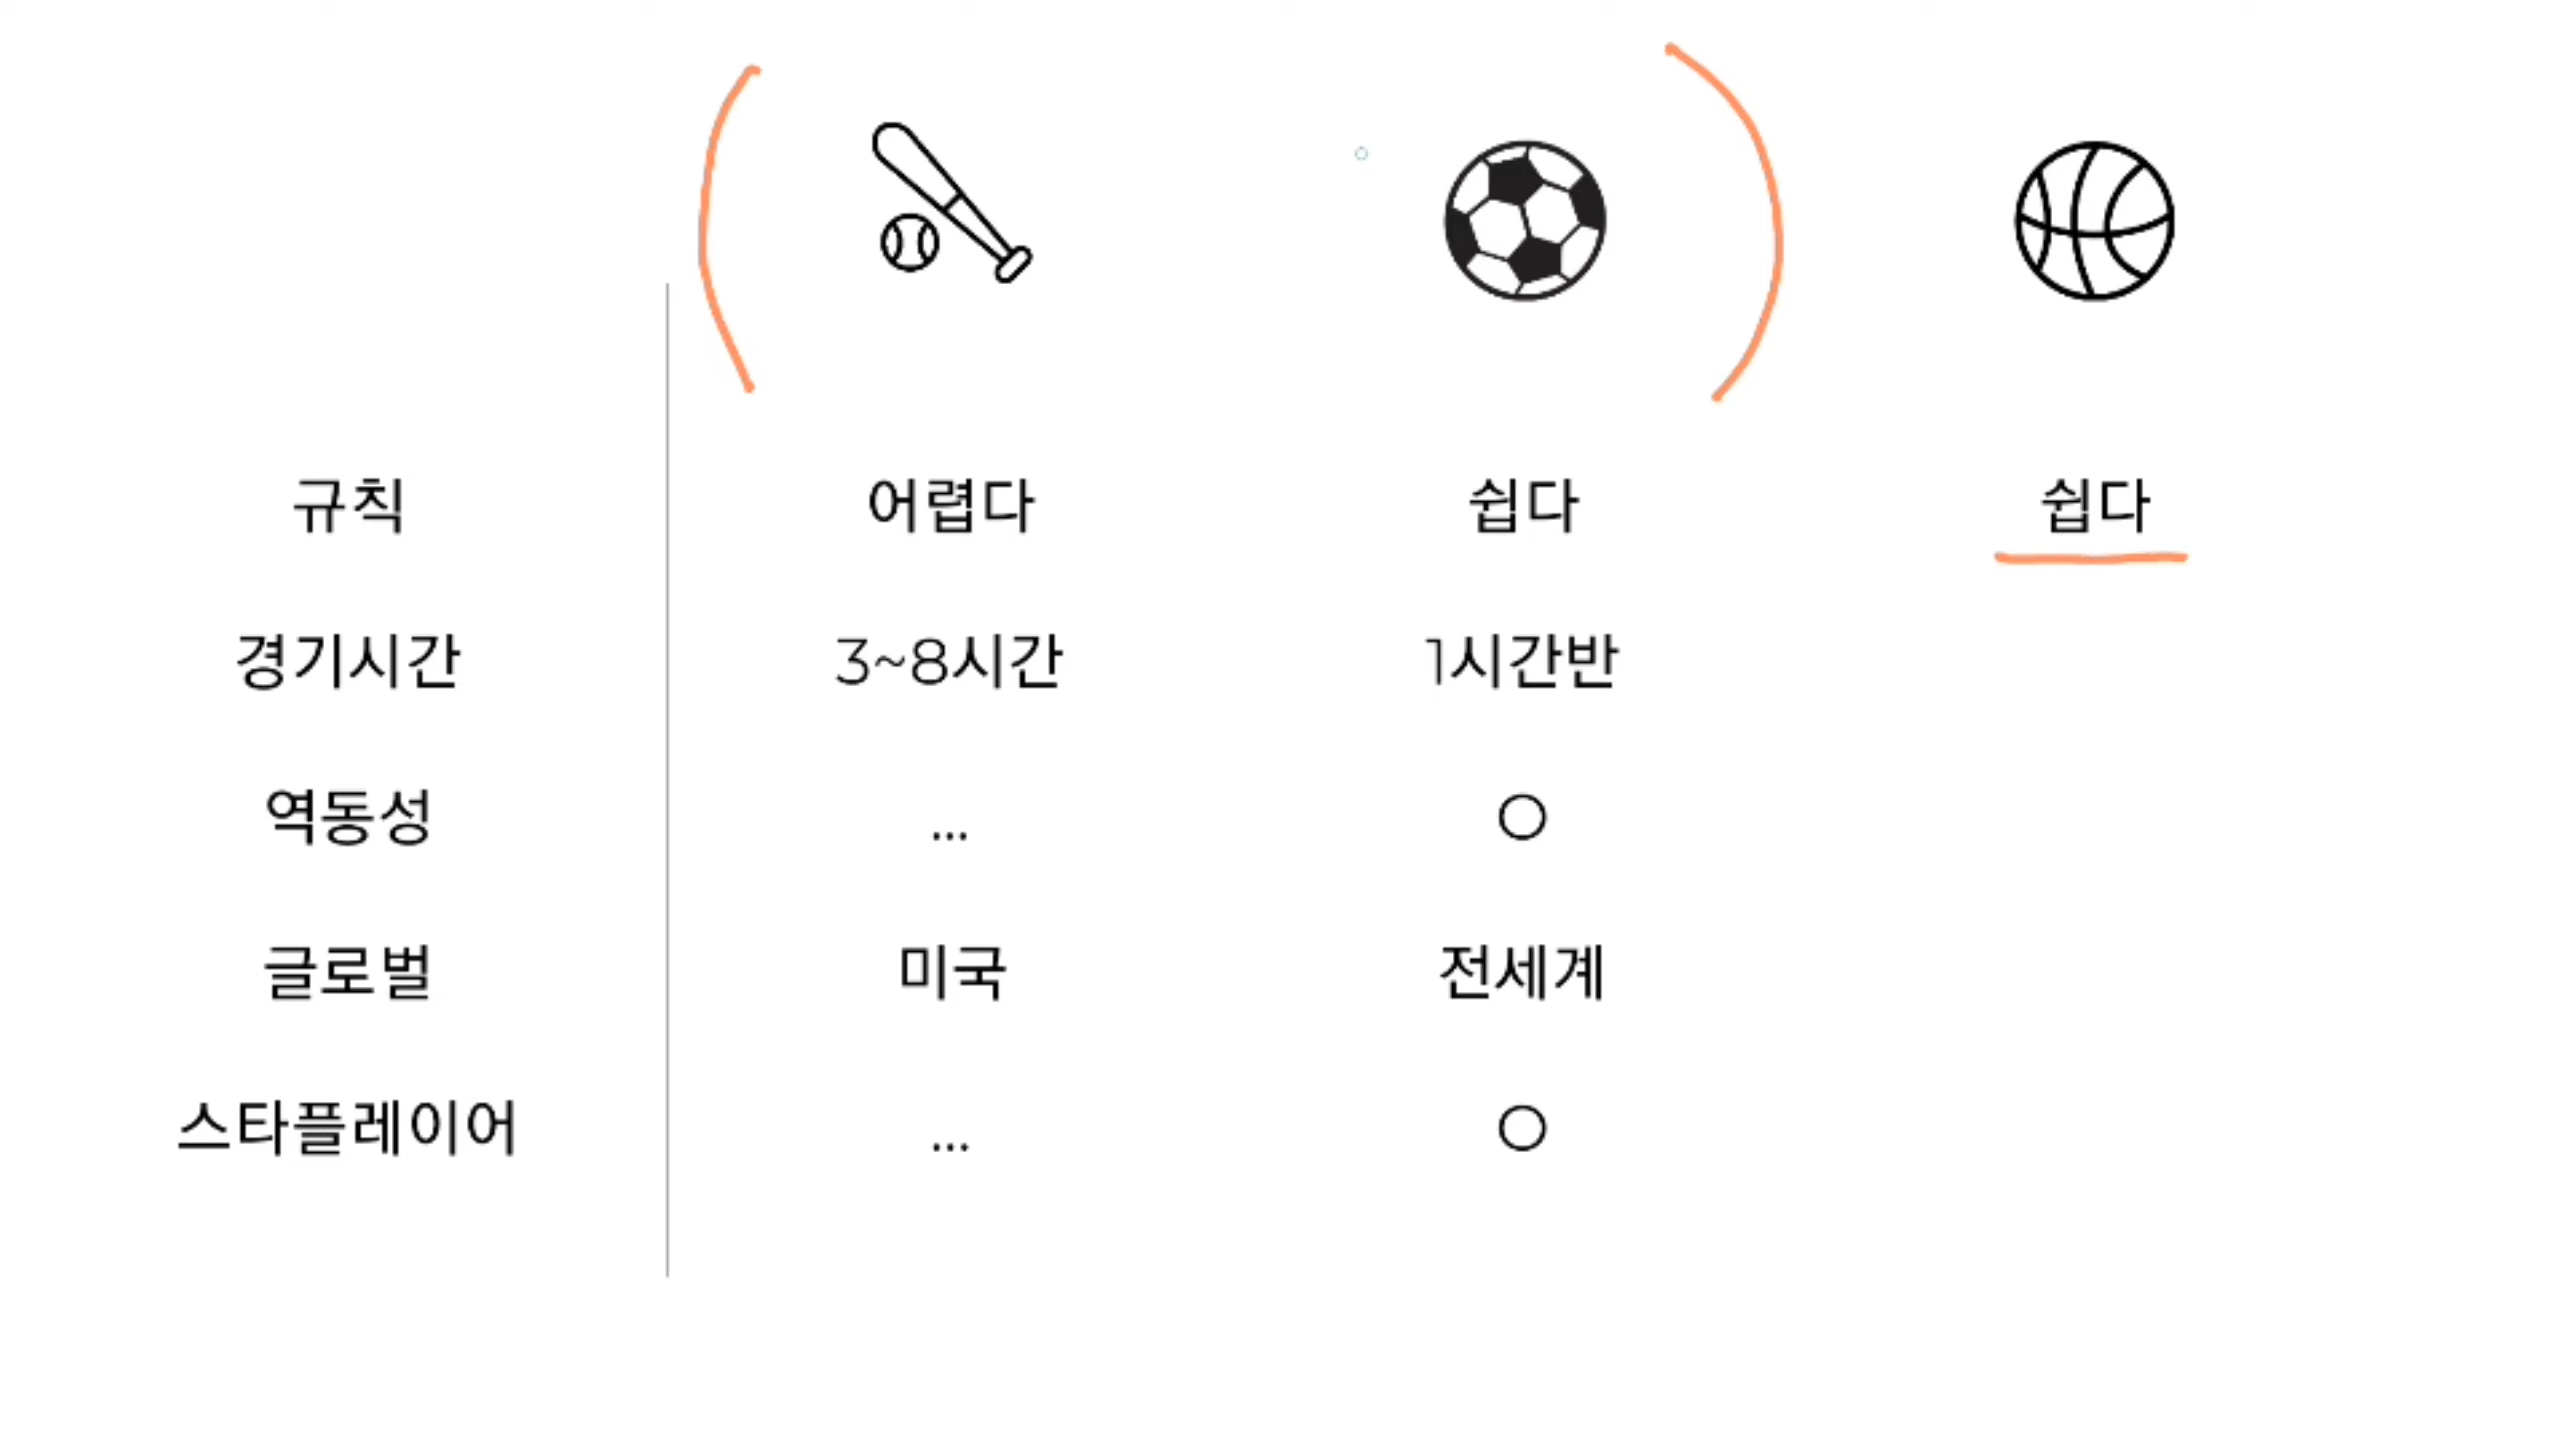 규칙 어렵다 쉽다 쉽다
경기시간 3~8시간 1시간반
역동성 ... O
글로벌 미국 전세계
스타플레이어 ... O